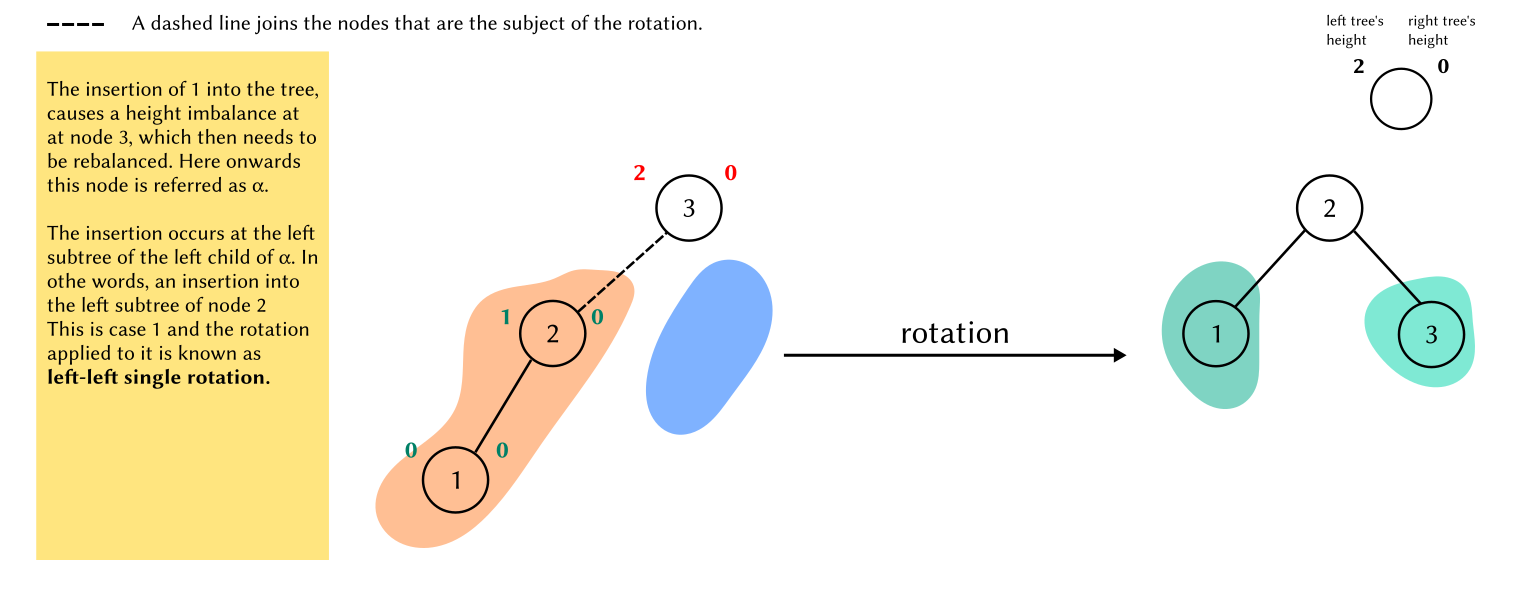 A dashed line joins the nodes that are the subject of the rotation.
left tree's
height
right tree's
height
2
0
The insertion of 1 into the tree,
causes a height imbalance at
at node 3, which then needs to
be rebalanced. Here onwards
this node is referred as α.
The insertion occurs at the left
subtree of the left child of α. In
othe words, an insertion into
the left subtree of node 2
This is case 1 and the rotation
applied to it is known as
left-left single rotation.
2
0
3
1
0
2
0
0
1
rotation
2
1
3